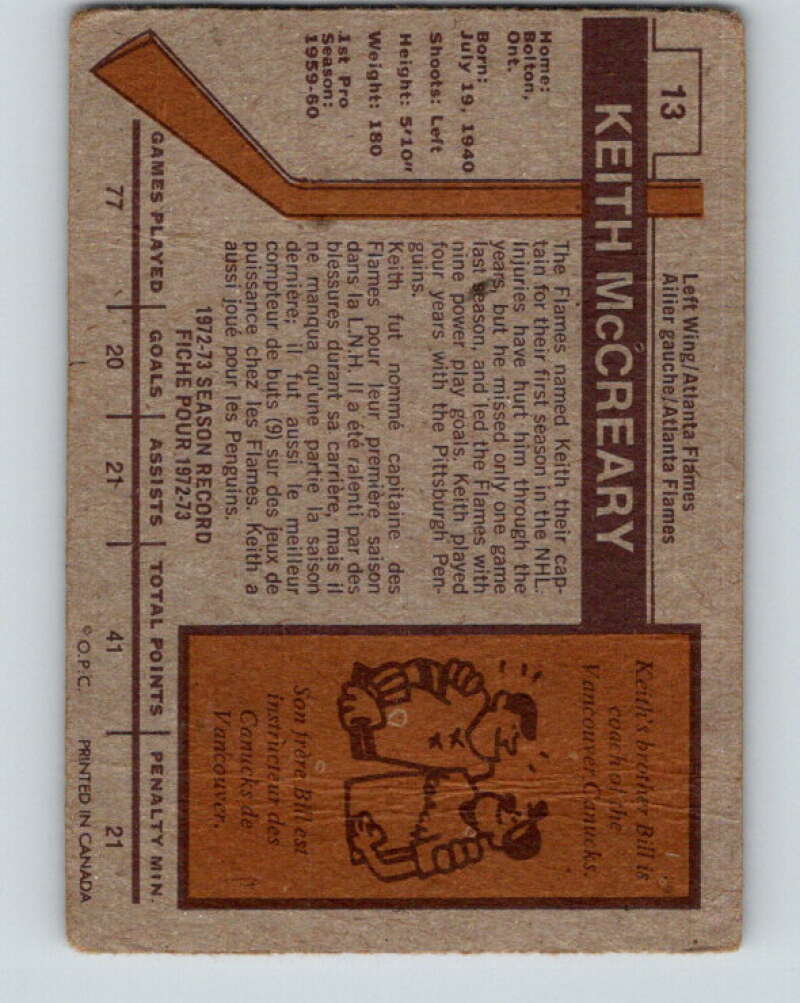 13
KEITH McCREARY
Left Wing/Atlanta Flames
Ailier gauche/Atlanta Flames
Home:
Bolton,
Ont.
Born:
July 19, 1940
Shoots: Left
Height: 5'10"
Weight: 180
1st Pro
Season:
1959-60
The Flames named Keith their cap-
tain for their first season in the NHL.
Injuries have hurt him through the
years, but he missed only one game
last season, and led the Flames with
nine power play goals. Keith played
four years with the Pittsburgh Pen-
guins.
Keith fut nommé capitaine des
Flames pour leur première saison
dans la L.N.H. Il a été ralenti par des
blessures durant sa carrière, mais il
ne manqua qu'une partie la saison
dernière; il fut aussi le meilleur
compteur de buts (9) sur des jeux de
puissance chez les Flames. Keith a
aussi joué pour les Penguins.
Keith's brother Bill is
coach of the
Vancouver Canucks.
Son frère Bill est
instructeur des
Canucks de
Vancouver.
1972-73 SEASON RECORD
FICHE POUR 1972-73
GAMES PLAYED GOALS ASSISTS TOTAL POINTS PENALTY MIN.
77 20 21 41 21
© O.P.C. PRINTED IN CANADA